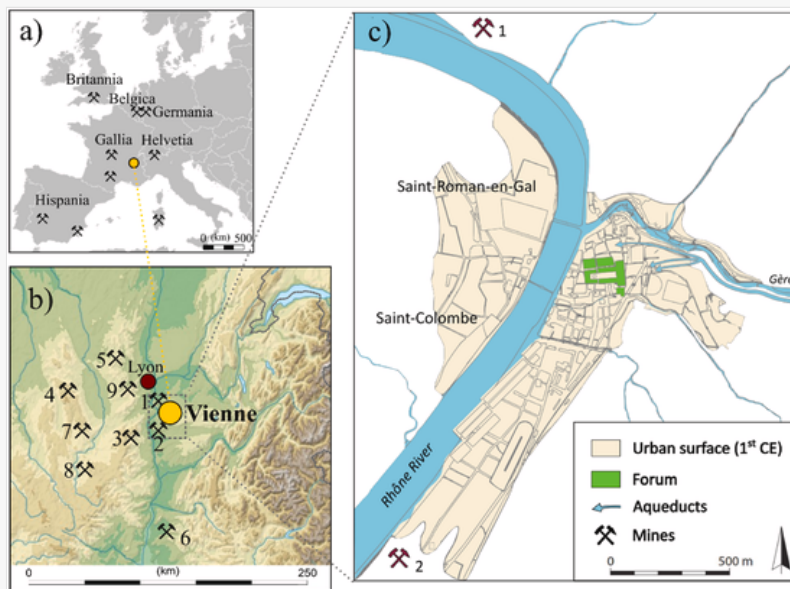 a)
Britannia
Belgica
Germania
Gallia
Helvetia
Hispania
0 (km) 500
b)
5
Lyon
4
9
1
Vienne
7
3
2
8
6
(km)
0
250
c)
1
Saint-Roman-en-Gal
Gère
Saint-Colombe
Rhône River
2
Urban surface (1st CE)
Forum
Aqueducts
Mines
0
500 m